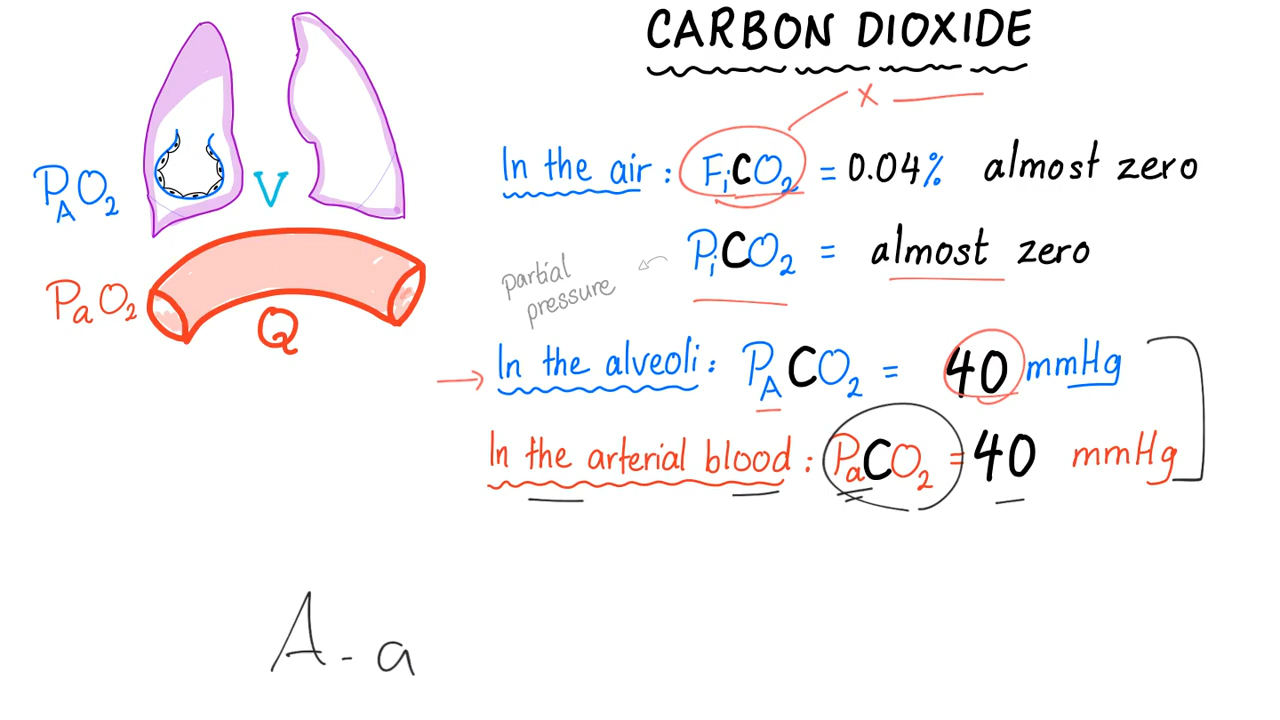 CARBON DIOXIDE
x
In the air : FiCO2 = 0.04% almost zero
PiCO2 = almost zero
partial
pressure
In the alveoli : PACO2 = 40 mmHg
In the arterial blood : PaCO2 = 40 mmHg
PAO2
V
PaO2
Q
A - a